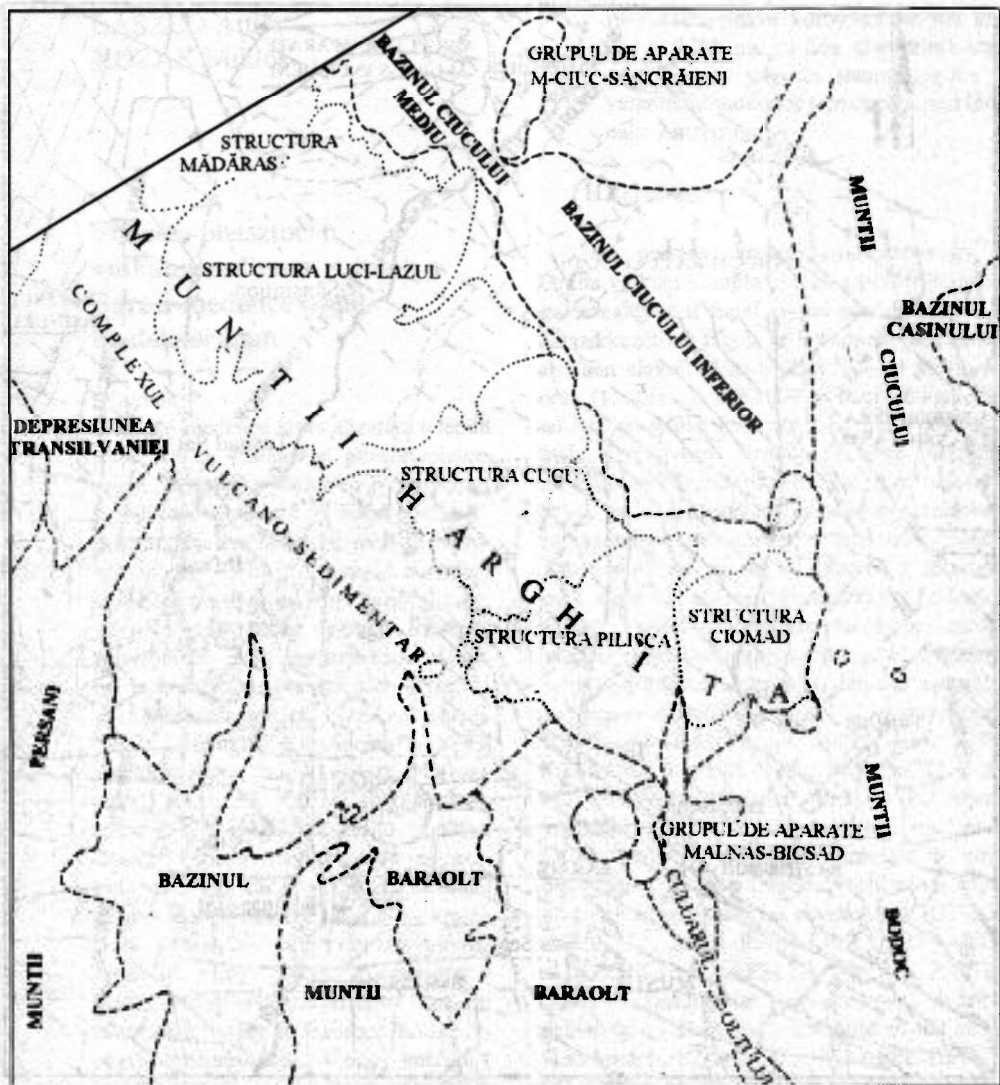 GRUPUL DE APARATE
M-CIUC-SÂNCRĂIENI
BAZINUL CIUCULUI
MEDIU
STRUCTURA
MĂDĂRAS
MUNTII
STRUCTURA LUCI-LAZUL
BAZINUL CIUCULUI INFERIOR
MUNTII
CIUCULUI
BAZINUL
CASINULUI
COMPLEXUL
VULCANO-SEDIMENTAR
DEPRESIUNEA
TRANSILVANIEI
STRUCTURA CUCU
HARGHITA
STRUCTURA PILISCA
STRUCTURA
CIOMAD
PERSANI
MUNTII
BAZINUL
BARAOLT
MUNTII
BARAOLT
GRUPUL DE APARATE
MALNAS-BICSAD
CULUARUL
OLTULUI
MUNTII
BODOC